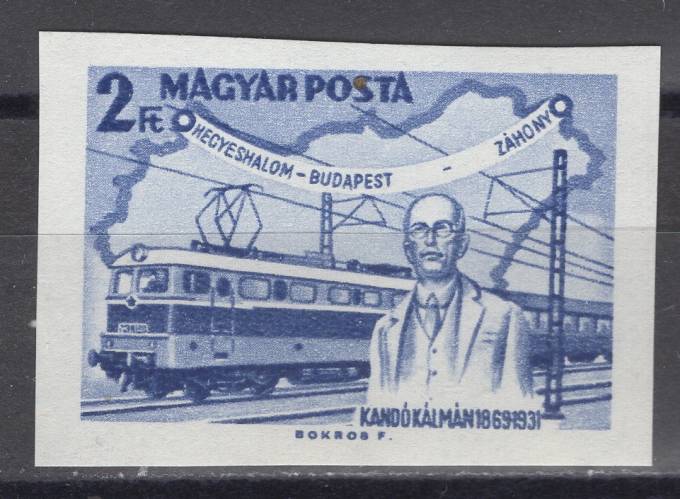 2 Ft MAGYAR POSTA
HEGYESHALOM - BUDAPEST - ZÁHONY
KANDÓ KÁLMÁN 1869-1931
BOKROS F.